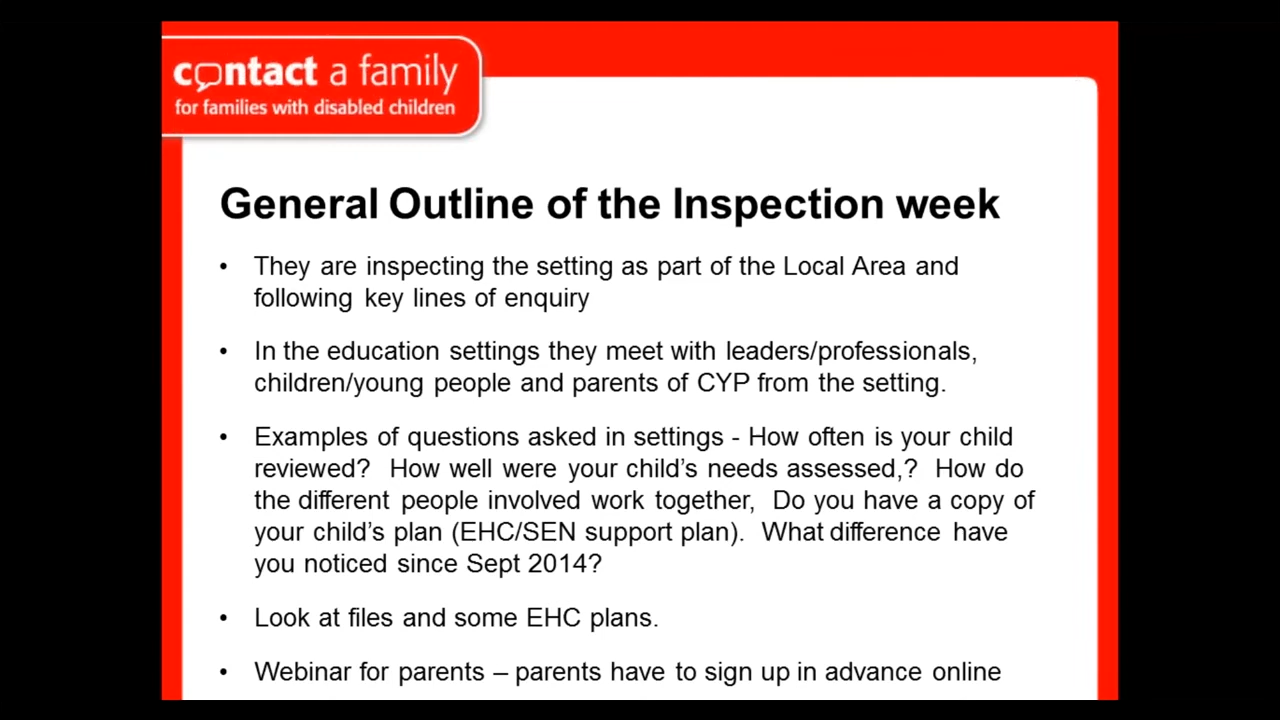 contact a family
for families with disabled children
General Outline of the Inspection week
• They are inspecting the setting as part of the Local Area and
following key lines of enquiry
• In the education settings they meet with leaders/professionals,
children/young people and parents of CYP from the setting.
• Examples of questions asked in settings - How often is your child
reviewed? How well were your child's needs assessed,? How do
the different people involved work together, Do you have a copy of
your child's plan (EHC/SEN support plan). What difference have
you noticed since Sept 2014?
• Look at files and some EHC plans.
• Webinar for parents – parents have to sign up in advance online